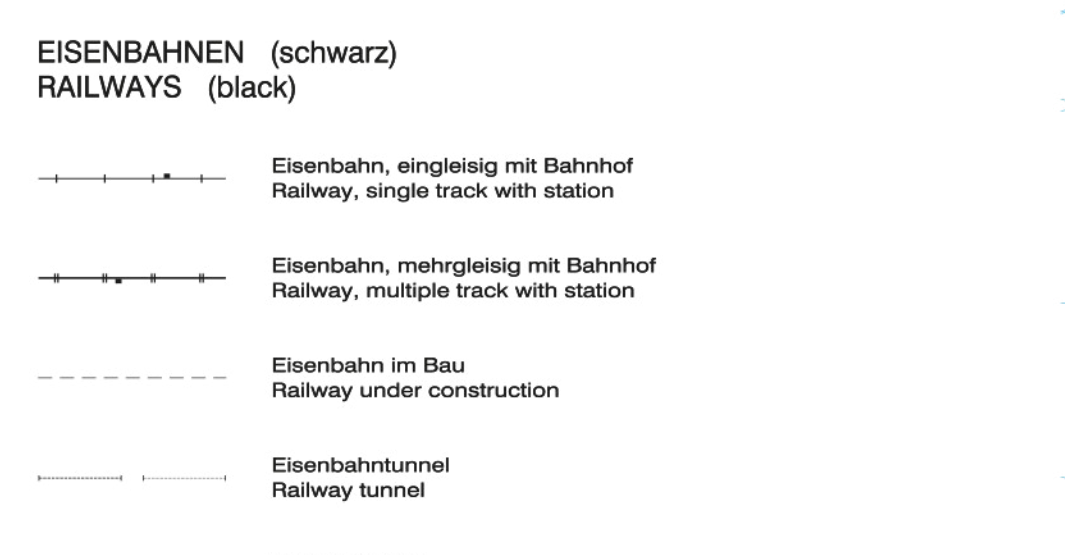 EISENBAHNEN (schwarz)
RAILWAYS (black)
Eisenbahn, eingleisig mit Bahnhof
Railway, single track with station
Eisenbahn, mehrgleisig mit Bahnhof
Railway, multiple track with station
Eisenbahn im Bau
Railway under construction
Eisenbahntunnel
Railway tunnel